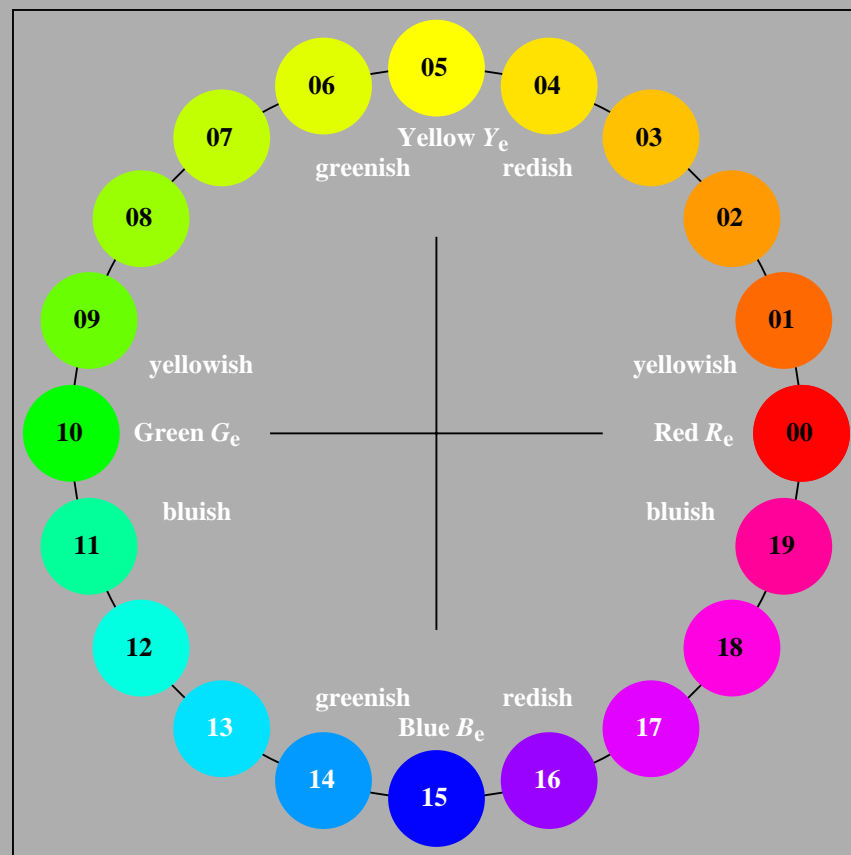 05
06
04
07
Yellow Ye
03
greenish
redish
08
02
09
01
yellowish
yellowish
10
Green Ge
Red Re
00
bluish
bluish
11
19
12
18
greenish
redish
13
Blue Be
17
14
15
16